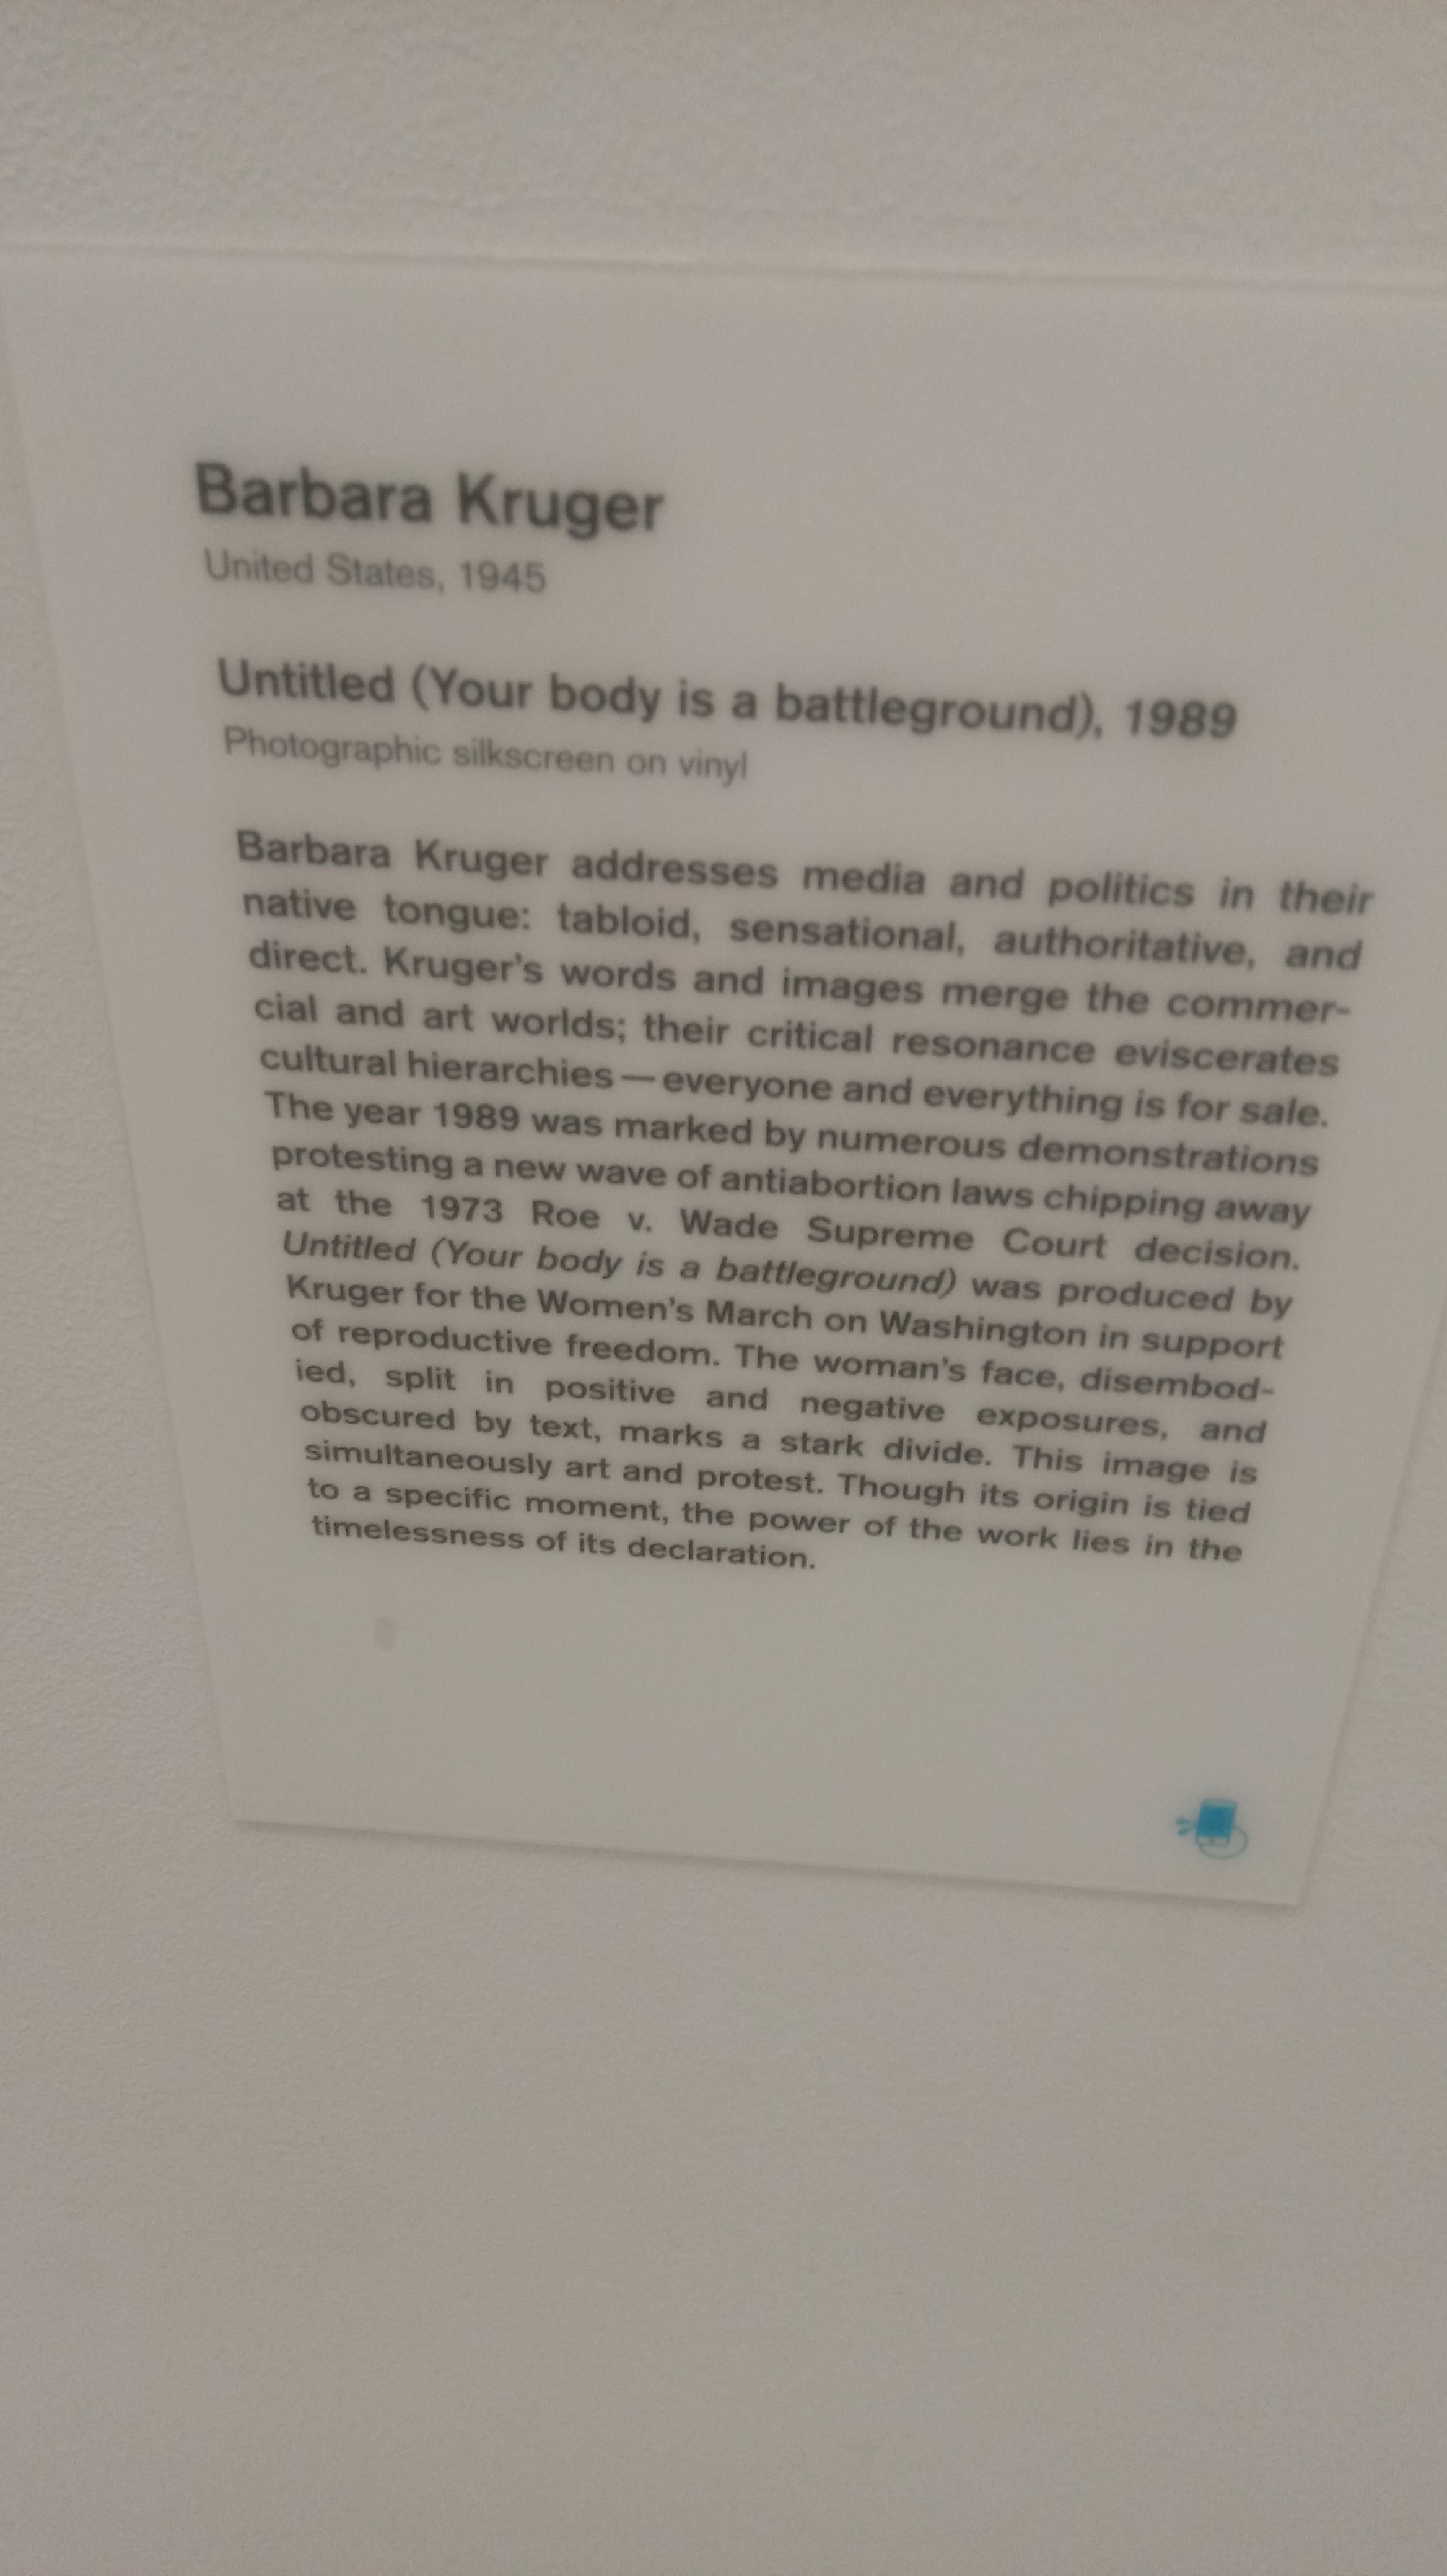 Barbara Kruger
United States, 1945
Untitled (Your body is a battleground), 1989
Photographic silkscreen on vinyl
Barbara Kruger addresses media and politics in their
native tongue: tabloid, sensational, authoritative, and
direct. Kruger's words and images merge the commer-
cial and art worlds; their critical resonance eviscerates
cultural hierarchies — everyone and everything is for sale.
The year 1989 was marked by numerous demonstrations
protesting a new wave of antiabortion laws chipping away
at the 1973 Roe v. Wade Supreme Court decision.
Untitled (Your body is a battleground) was produced by
Kruger for the Women's March on Washington in support
of reproductive freedom. The woman's face, disembod-
ied, split in positive and negative exposures, and
obscured by text, marks a stark divide. This image is
simultaneously art and protest. Though its origin is tied
to a specific moment, the power of the work lies in the
timelessness of its declaration.